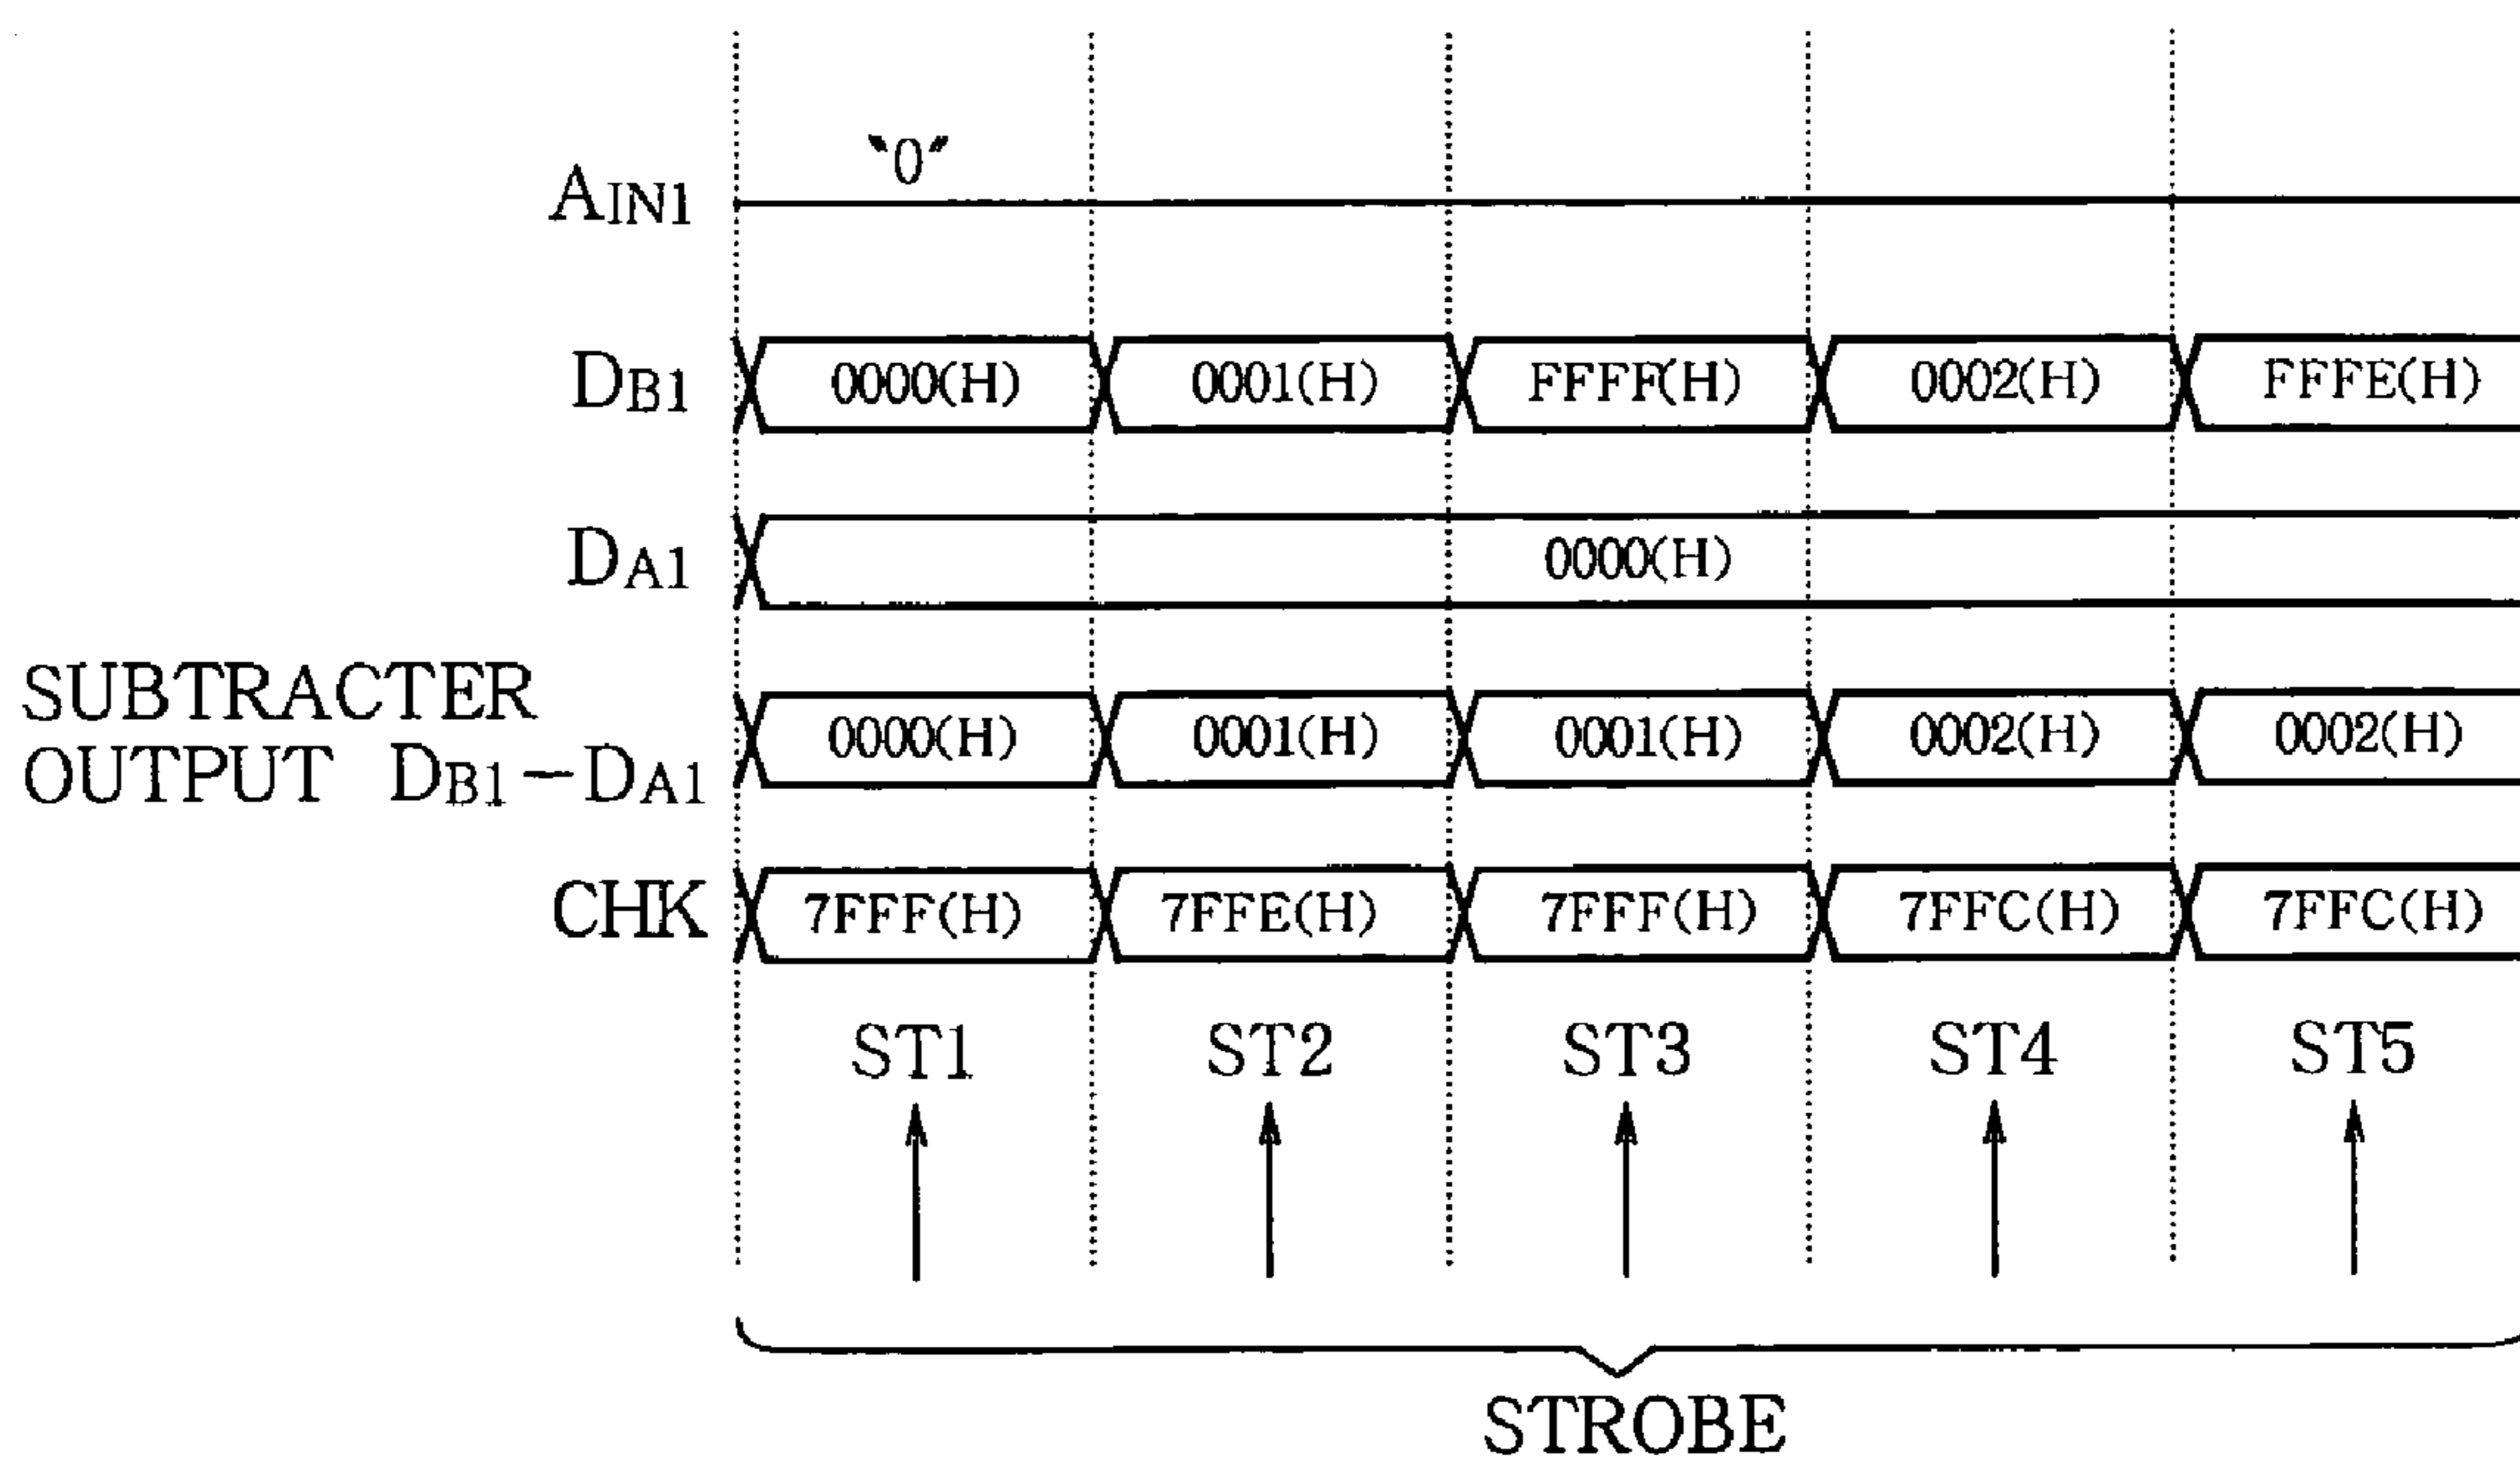 ‵0″
AIN1
DB1 0000(H) 0001(H) FFFF(H) 0002(H) FFFE(H)
DA1 0000(H)
SUBTRACTER
OUTPUT DB1−DA1 0000(H) 0001(H) 0001(H) 0002(H) 0002(H)
CHK 7FFF(H) 7FFE(H) 7FFF(H) 7FFC(H) 7FFC(H)
ST1 ST2 ST3 ST4 ST5
STROBE